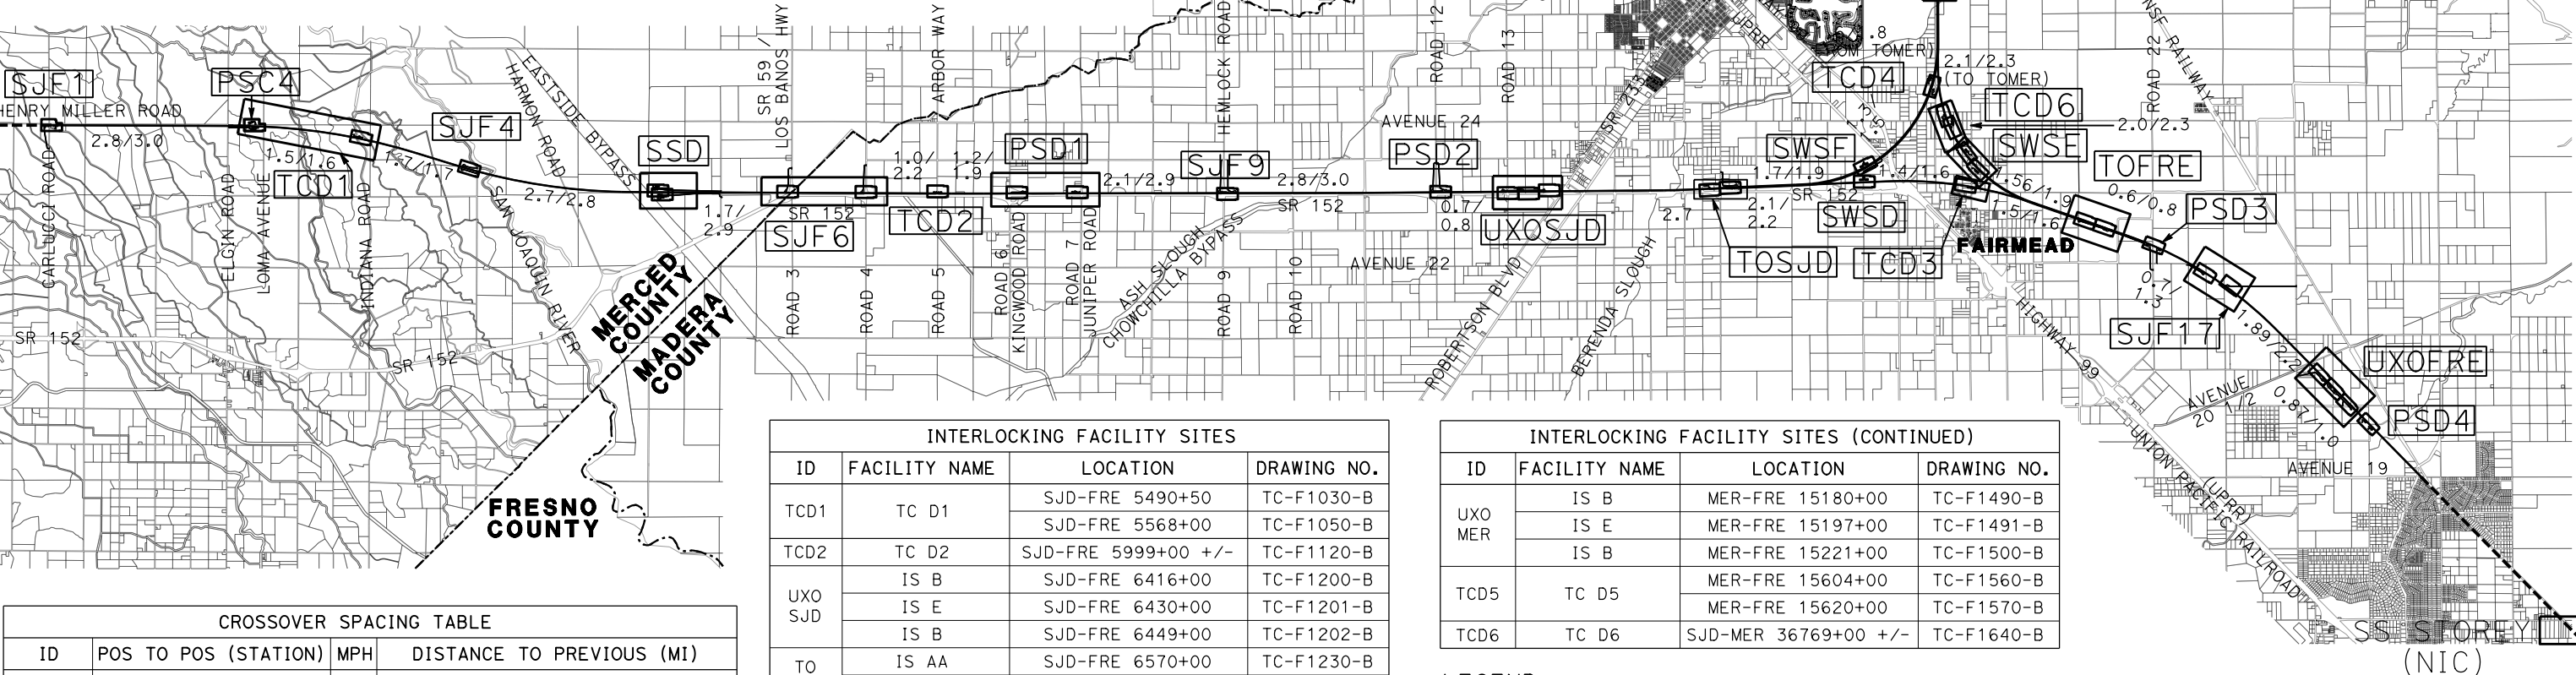 SJF1
HENRY MILLER ROAD
2.8/3.0
CARLUCCI ROAD
PSC4
1.5/1.6
TCD1
ELGIN ROAD
LOMA AVENUE
INDIANA ROAD
1.7/1.7
SJF4
HARMON ROAD
EASTSIDE BYPASS
2.7/2.8
SAN JOAQUIN RIVER
SR 152
SR 152
SSD
1.7/
2.9
SR 59/
LOS BANOS HWY
SR 152
SJF6
ROAD 3
MERCED
COUNTY
MADERA
COUNTY
FRESNO
COUNTY
1.0/
2.2
ARBOR WAY
1.2/
1.9
TCD2
ROAD 4
ROAD 5
PSD1
ROAD 6
KINGWOOD ROAD
ROAD 7
JUNIPER ROAD
2.1/2.9
ASH SLOUGH
CHOWCHILLA BYPASS
HEMLOCK ROAD
SJF9
ROAD 9
2.8/3.0
SR 152
ROAD 10
AVENUE 24
PSD2
ROAD 12
0.7/
0.8
AVENUE 22
ROAD 13
UXOSJD
ROBERTSON BLVD
SR 233
BERENDA SLOUGH
2.7
UPRR
.8
TOMER)
TCD4
2.1/2.3
(TO TOMER)
TCD6
2.0/2.3
SWSF
SWSE
1.7/1.9
SR 152
1.4/1.6
2.1/
2.2
SWSD
TOSJD
TCD3
FAIRMEAD
1.56/1.9
1.5/1.6
TOFRE
0.6/0.8
PSD3
0.7/
1.3
ROAD 22
RAILWAY
SJF17
1.89/2.2
HIGHWAY 99
UXOFRE
AVENUE
20 1/2
0.87/1.0
PSD4
AVENUE 19
UNION PACIFIC RAILROAD
(UPRR)
SS STOREY
(NIC)
INTERLOCKING FACILITY SITES
ID FACILITY NAME LOCATION DRAWING NO.
TCD1 TC D1 SJD-FRE 5490+50 TC-F1030-B
SJD-FRE 5568+00 TC-F1050-B
TCD2 TC D2 SJD-FRE 5999+00 +/- TC-F1120-B
UXO SJD IS B SJD-FRE 6416+00 TC-F1200-B
IS E SJD-FRE 6430+00 TC-F1201-B
IS B SJD-FRE 6449+00 TC-F1202-B
TO IS AA SJD-FRE 6570+00 TC-F1230-B
INTERLOCKING FACILITY SITES (CONTINUED)
ID FACILITY NAME LOCATION DRAWING NO.
UXO MER IS B MER-FRE 15180+00 TC-F1490-B
IS E MER-FRE 15197+00 TC-F1491-B
IS B MER-FRE 15221+00 TC-F1500-B
TCD5 TC D5 MER-FRE 15604+00 TC-F1560-B
MER-FRE 15620+00 TC-F1570-B
TCD6 TC D6 SJD-MER 36769+00 +/- TC-F1640-B
CROSSOVER SPACING TABLE
ID POS TO POS (STATION) MPH DISTANCE TO PREVIOUS (MI)